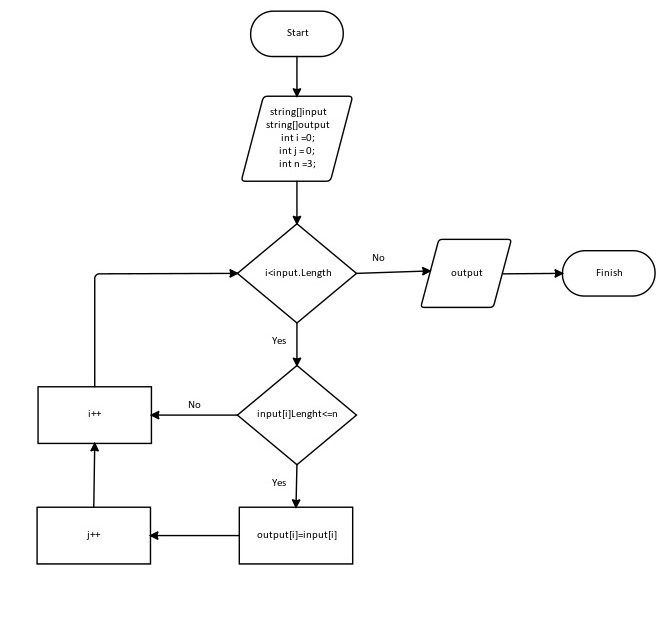 Start
string[]input
string[]output
int i =0;
int j = 0;
int n =3;
i<input.Length
No
output
Finish
Yes
input[i]Lenght<=n
No
i++
Yes
output[i]=input[i]
j++